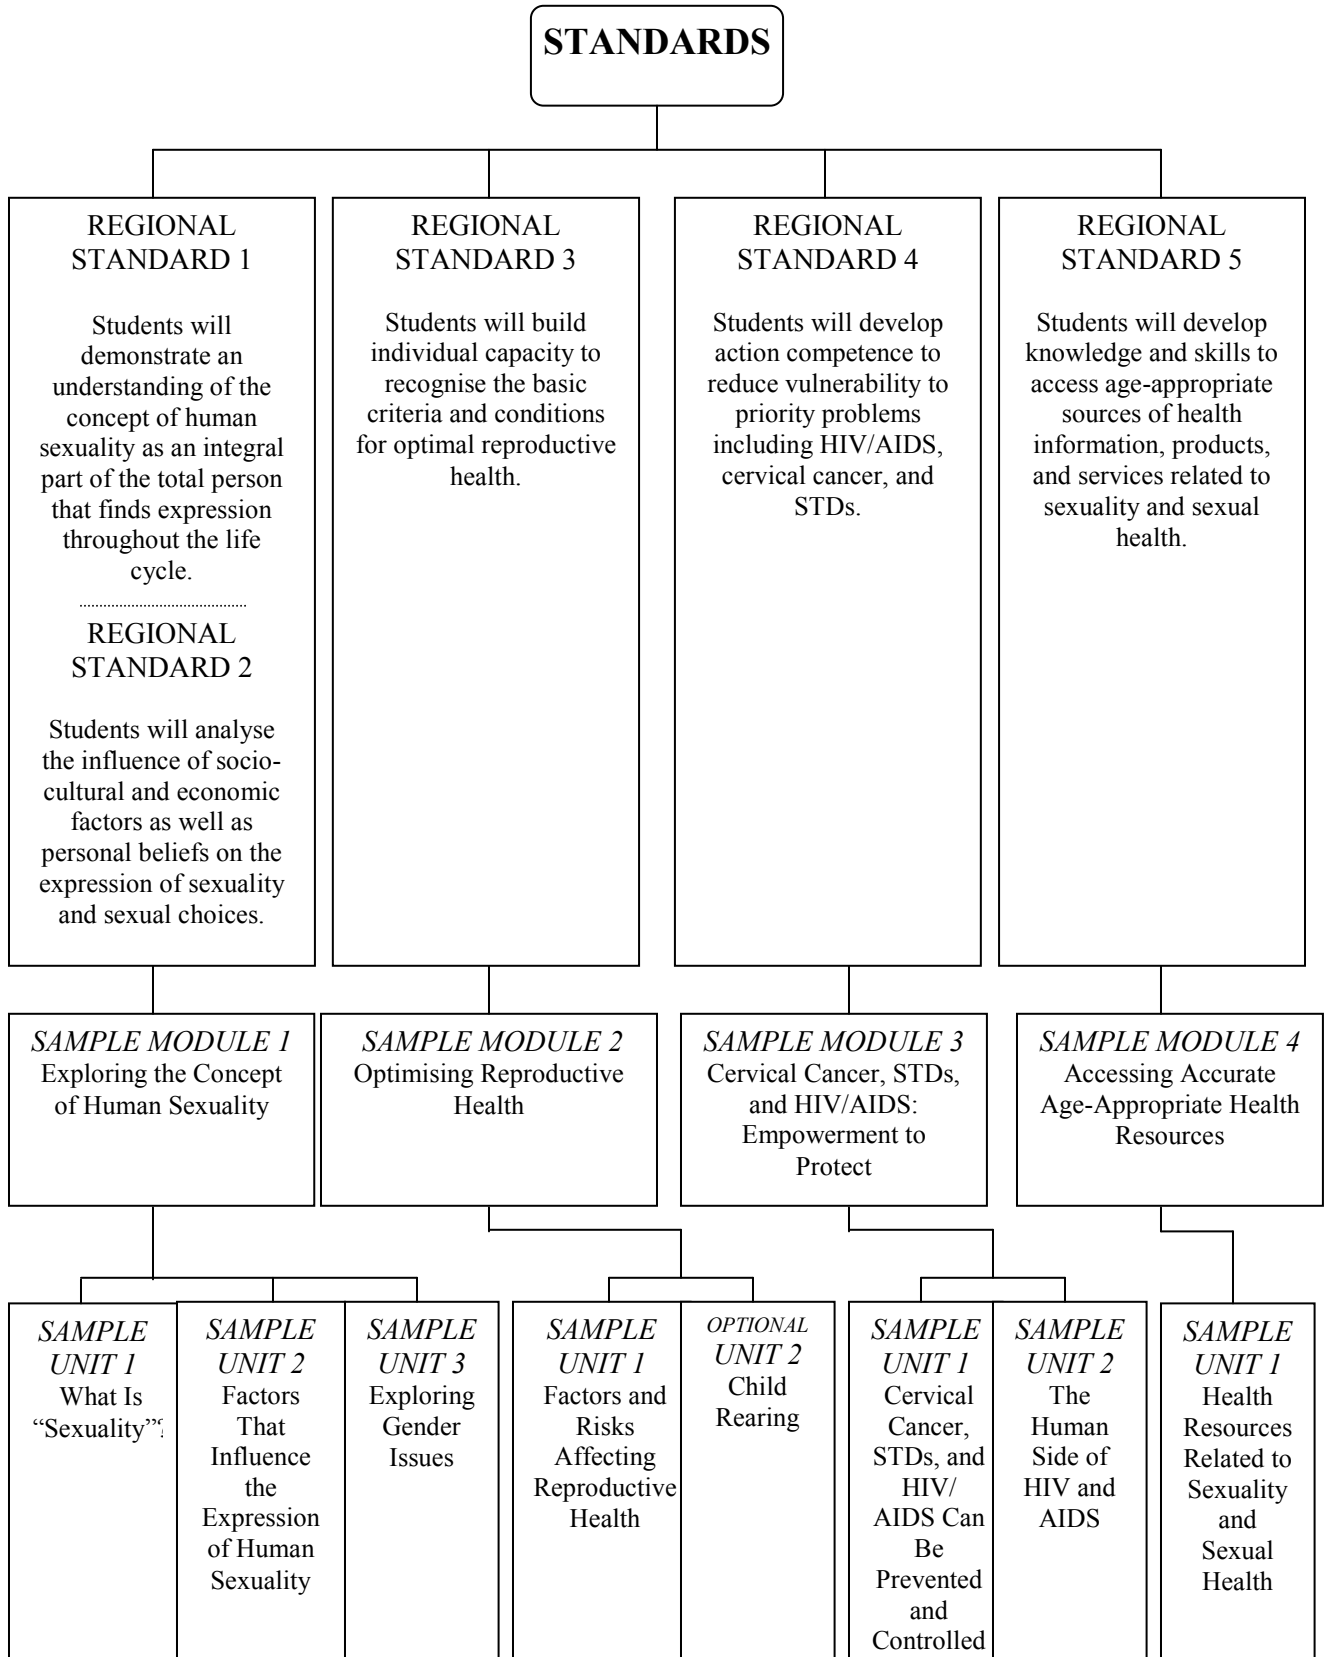 STANDARDS
REGIONAL
STANDARD 1
Students will
demonstrate an
understanding of the
concept of human
sexuality as an integral
part of the total person
that finds expression
throughout the life
cycle.
REGIONAL
STANDARD 2
Students will analyse
the influence of socio-
cultural and economic
factors as well as
personal beliefs on the
expression of sexuality
and sexual choices.
REGIONAL
STANDARD 3
Students will build
individual capacity to
recognise the basic
criteria and conditions
for optimal reproductive
health.
REGIONAL
STANDARD 4
Students will develop
action competence to
reduce vulnerability to
priority problems
including HIV/AIDS,
cervical cancer, and
STDs.
REGIONAL
STANDARD 5
Students will develop
knowledge and skills to
access age-appropriate
sources of health
information, products,
and services related to
sexuality and sexual
health.
SAMPLE MODULE 1
Exploring the Concept
of Human Sexuality
SAMPLE MODULE 2
Optimising Reproductive
Health
SAMPLE MODULE 3
Cervical Cancer, STDs,
and HIV/AIDS:
Empowerment to
Protect
SAMPLE MODULE 4
Accessing Accurate
Age-Appropriate Health
Resources
SAMPLE
UNIT 1
What Is
“Sexuality”?
SAMPLE
UNIT 2
Factors
That
Influence
the
Expression
of Human
Sexuality
SAMPLE
UNIT 3
Exploring
Gender
Issues
SAMPLE
UNIT 1
Factors and
Risks
Affecting
Reproductive
Health
OPTIONAL
UNIT 2
Child
Rearing
SAMPLE
UNIT 1
Cervical
Cancer,
STDs, and
HIV/
AIDS Can
Be
Prevented
and
Controlled
SAMPLE
UNIT 2
The
Human
Side of
HIV and
AIDS
SAMPLE
UNIT 1
Health
Resources
Related to
Sexuality
and
Sexual
Health